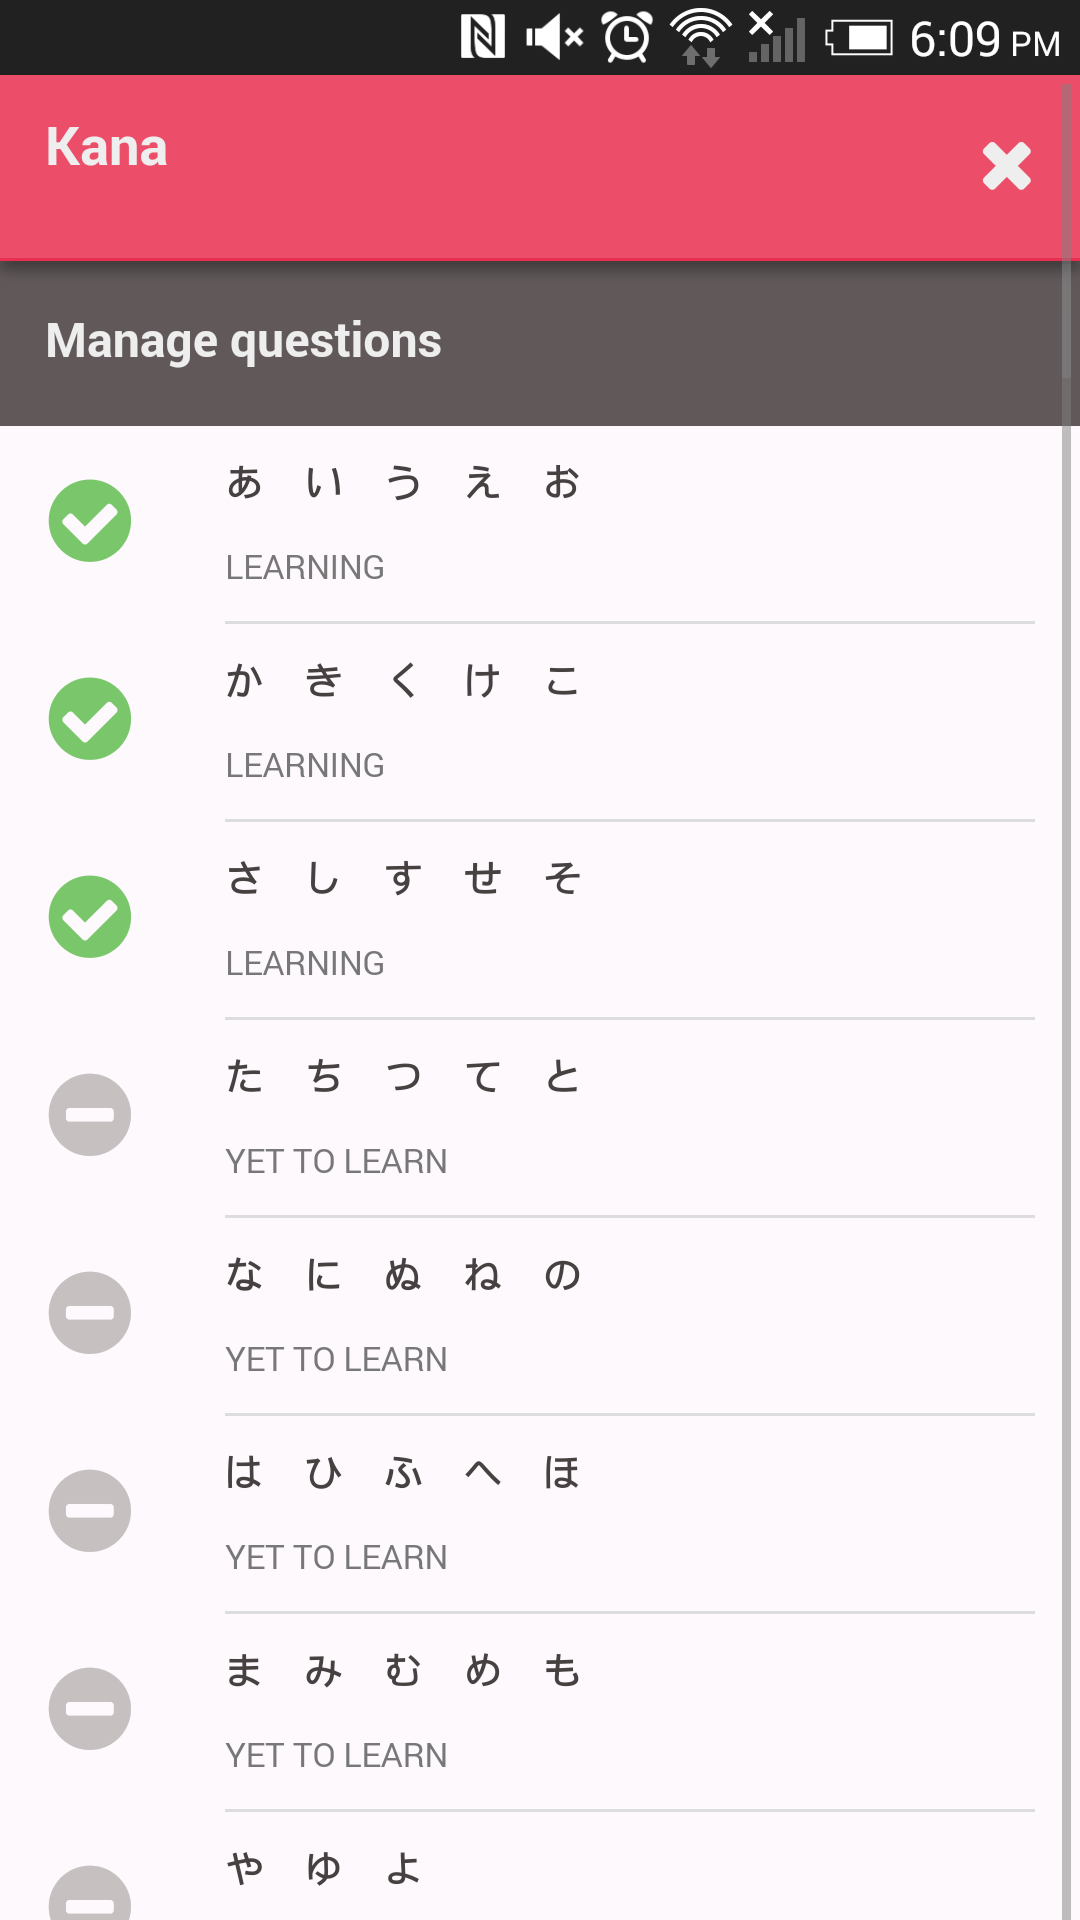 6:09 PM
Kana
Manage questions
あ い う え お
LEARNING
か き く け こ
LEARNING
さ し す せ そ
LEARNING
た ち つ て と
YET TO LEARN
な に ぬ ね の
YET TO LEARN
は ひ ふ へ ほ
YET TO LEARN
ま み む め も
YET TO LEARN
や ゆ よ